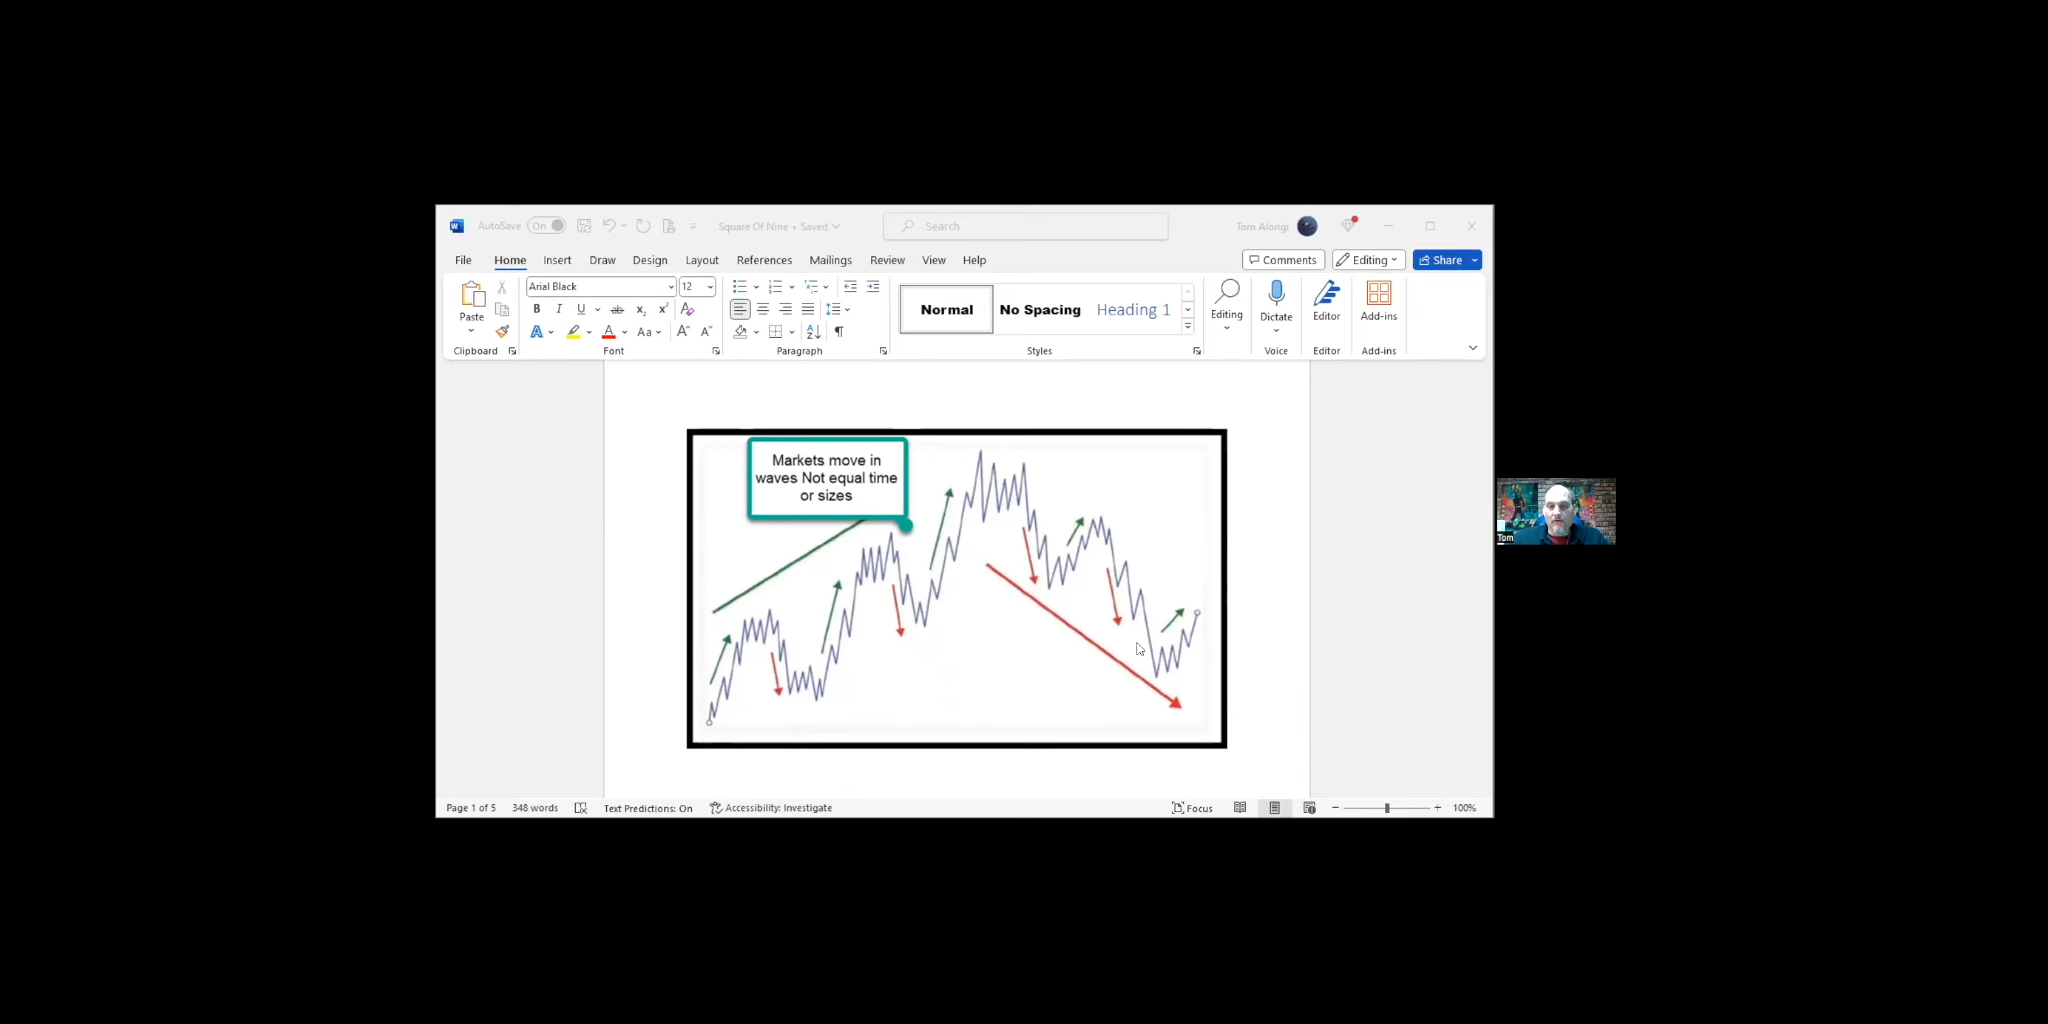 AutoSave On Square Of Nine • Saved Search Tom Alongi
File Home Insert Draw Design Layout References Mailings Review View Help Comments Editing Share
Paste
Arial Black 12
Normal No Spacing Heading 1
Editing Dictate Editor Add-ins
Clipboard Font Paragraph Styles Voice Editor Add-ins
Markets move in
waves Not equal time
or sizes
Tom
Page 1 of 5 348 words Text Predictions: On Accessibility: Investigate Focus 100%